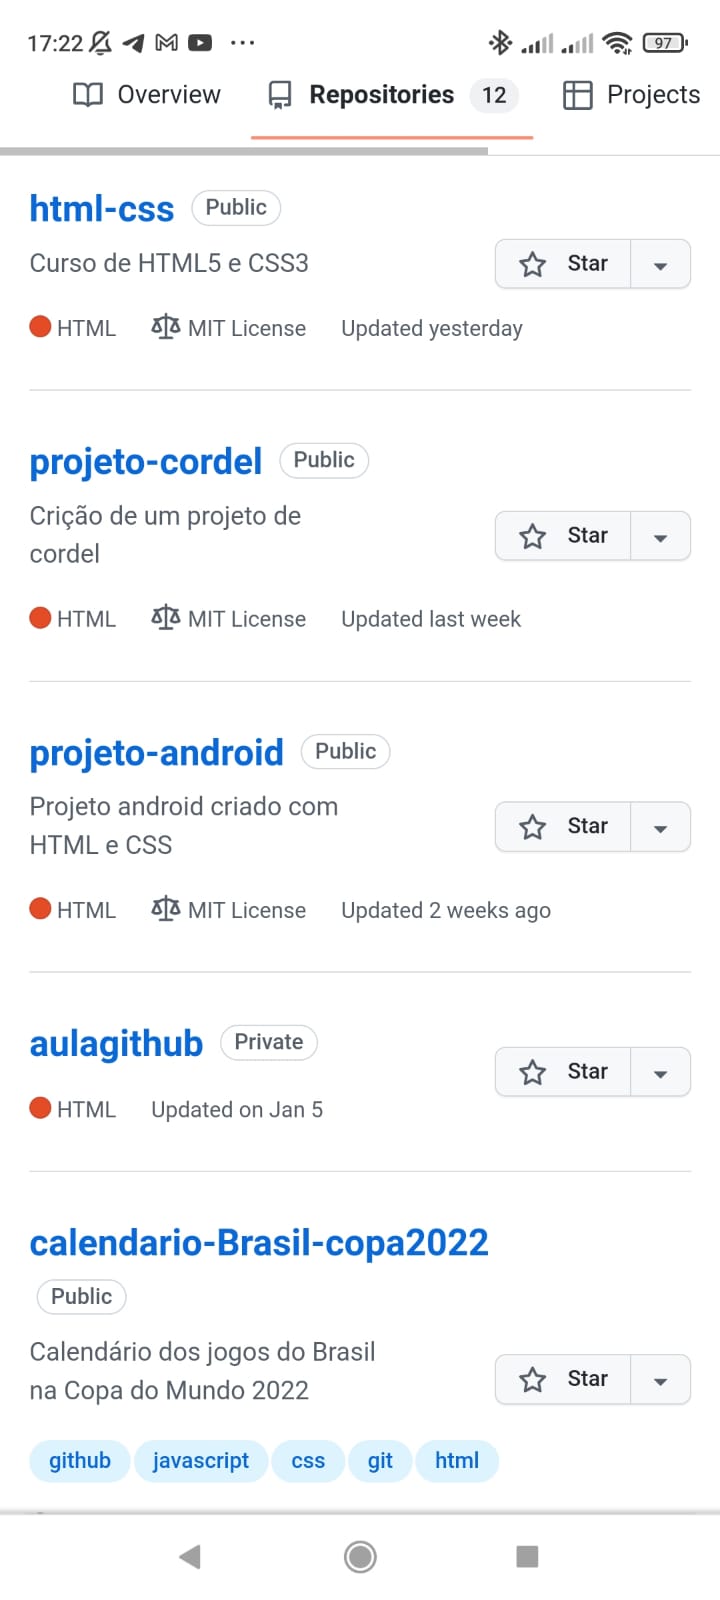 17:22 97
Overview Repositories 12 Projects
html-css Public
Curso de HTML5 e CSS3
Star
HTML MIT License Updated yesterday
projeto-cordel Public
Crição de um projeto de
cordel
Star
HTML MIT License Updated last week
projeto-android Public
Projeto android criado com
HTML e CSS
Star
HTML MIT License Updated 2 weeks ago
aulagithub Private
Star
HTML Updated on Jan 5
calendario-Brasil-copa2022
Public
Calendário dos jogos do Brasil
na Copa do Mundo 2022
Star
github javascript css git html